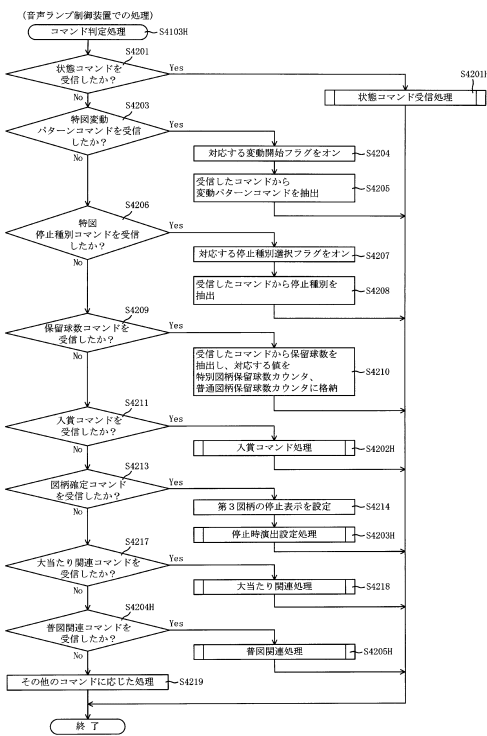 (音声ランプ制御装置での処理)
コマンド判定処理
S4103H
S4201
状態コマンドを
受信したか?
Yes
No
S4201H
状態コマンド受信処理
S4203
特図変動
パターンコマンドを受信
したか?
Yes
No
対応する変動開始フラグをオン
S4204
受信したコマンドから
変動パターンコマンドを抽出
S4205
S4206
特図
停止種別コマンドを受信
したか?
Yes
No
対応する停止種別選択フラグをオン
S4207
受信したコマンドから停止種別を
抽出
S4208
S4209
保留球数コマンドを
受信したか?
Yes
No
受信したコマンドから保留球数を
抽出し、対応する値を
特別図柄保留球数カウンタ、
普通図柄保留球数カウンタに格納
S4210
S4211
入賞コマンドを
受信したか?
Yes
No
入賞コマンド処理
S4202H
S4213
図柄確定コマンド
を受信したか?
Yes
No
第3図柄の停止表示を設定
S4214
停止時演出設定処理
S4203H
S4217
大当たり関連コマンドを
受信したか?
Yes
No
大当たり関連処理
S4218
S4204H
普図関連コマンドを
受信したか?
Yes
No
普図関連処理
S4205H
その他のコマンドに応じた処理
S4219
終了